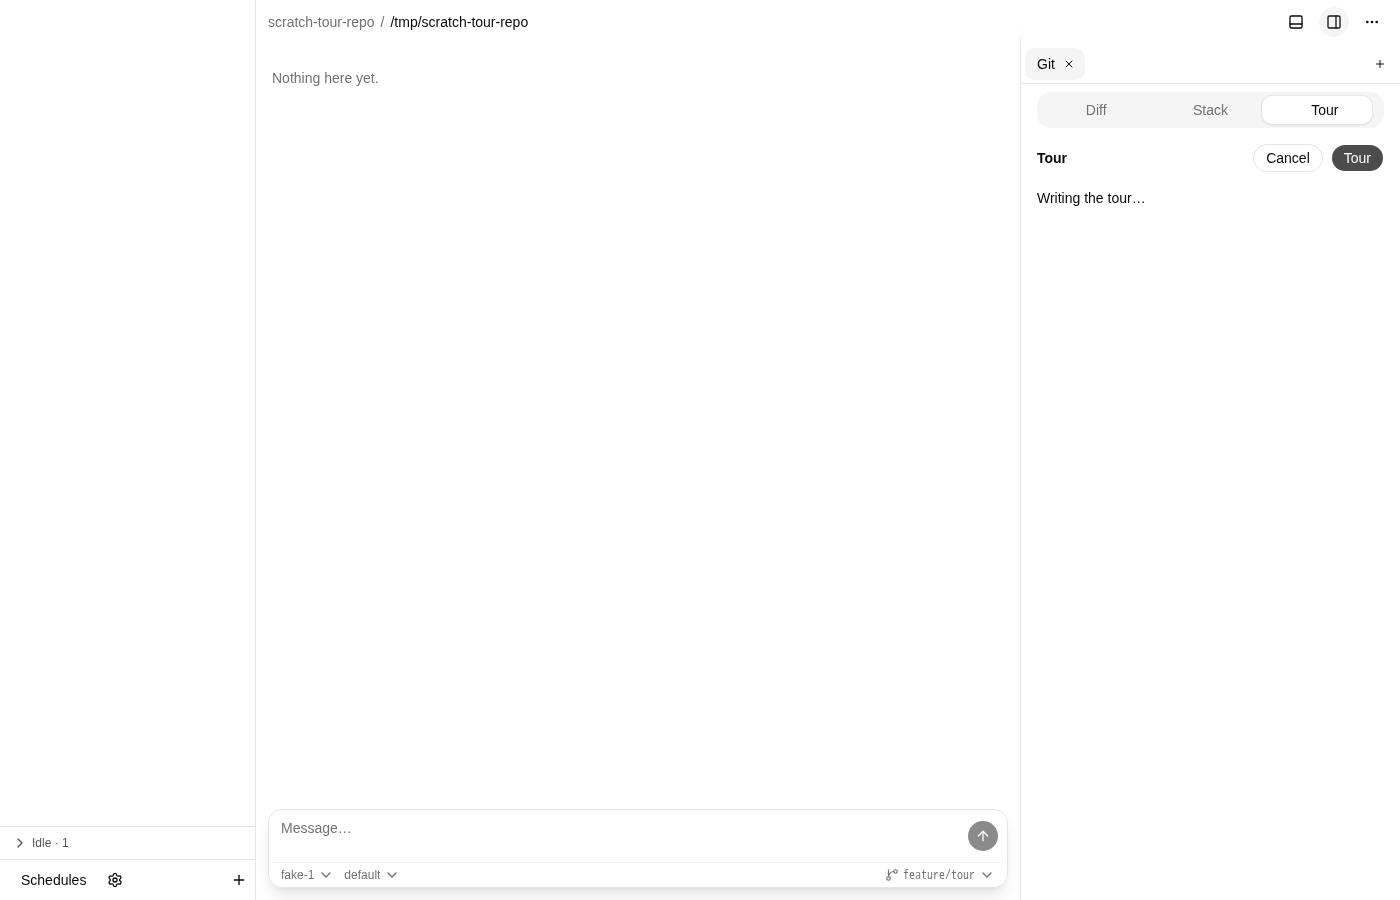 scratch-tour-repo / /tmp/scratch-tour-repo
Nothing here yet.
Git
Diff Stack Tour
Tour Cancel Tour
Writing the tour…
Message…
fake-1 default feature/tour
Idle · 1
Schedules